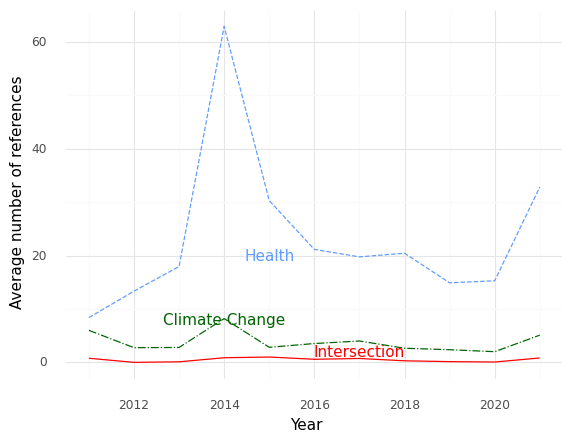 60
40
20
0
Average number of references
Health
Climate Change
Intersection
2012 2014 2016 2018 2020
Year